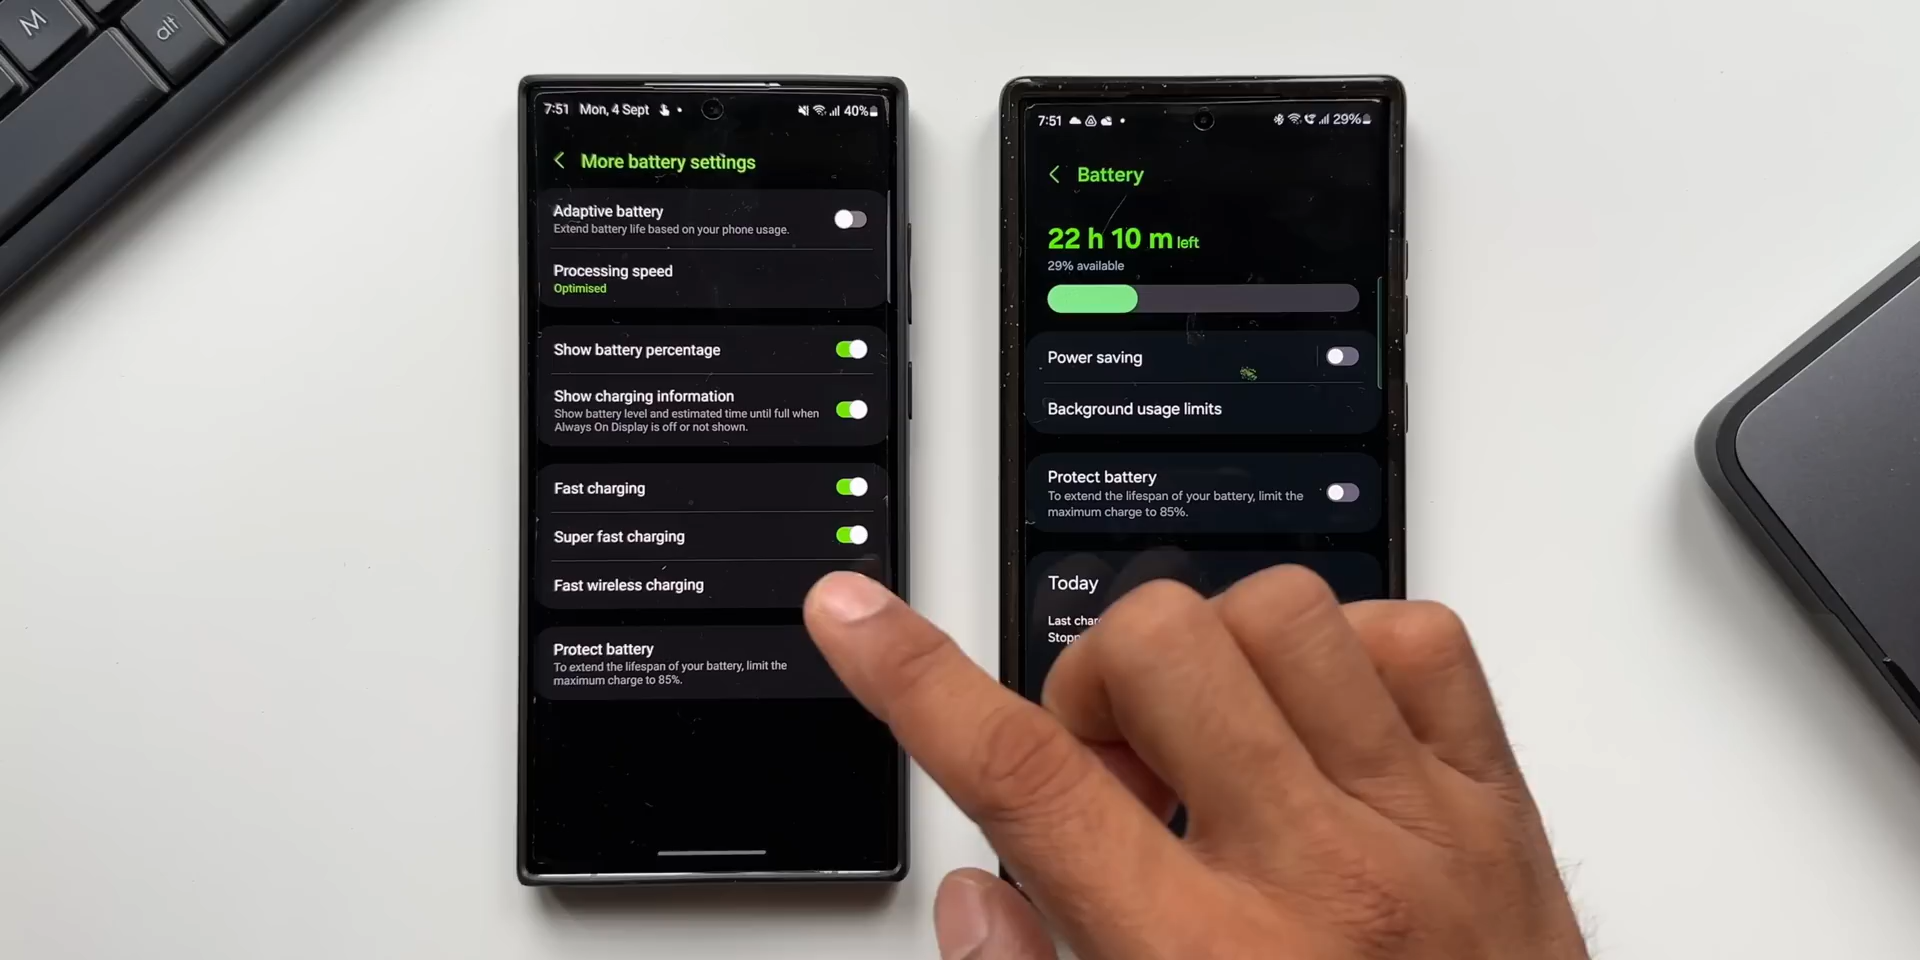 M
alt
7:51 Mon, 4 Sept
40%
More battery settings
Adaptive battery
Extend battery life based on your phone usage.
Processing speed
Optimised
Show battery percentage
Show charging information
Show battery level and estimated time until full when
Always On Display is off or not shown.
Fast charging
Super fast charging
Fast wireless charging
Protect battery
To extend the lifespan of your battery, limit the
maximum charge to 85%.
7:51
29%
Battery
22 h 10 m left
29% available
Power saving
Background usage limits
Protect battery
To extend the lifespan of your battery, limit the
maximum charge to 85%.
Today
Last